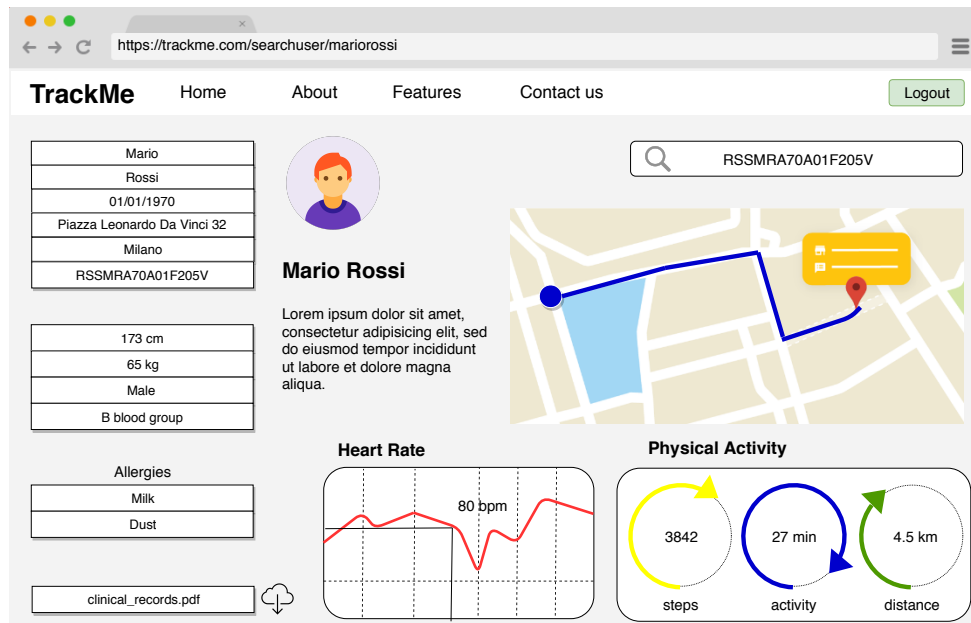 https://trackme.com/searchuser/mariorossi
TrackMe
Home
About
Features
Contact us
Logout
Mario
Rossi
01/01/1970
Piazza Leonardo Da Vinci 32
Milano
RSSMRA70A01F205V
173 cm
65 kg
Male
B blood group
Allergies
Milk
Dust
clinical_records.pdf
Mario Rossi
Lorem ipsum dolor sit amet,
consectetur adipisicing elit, sed
do eiusmod tempor incididunt
ut labore et dolore magna
aliqua.
RSSMRA70A01F205V
Heart Rate
80 bpm
Physical Activity
3842
steps
27 min
activity
4.5 km
distance